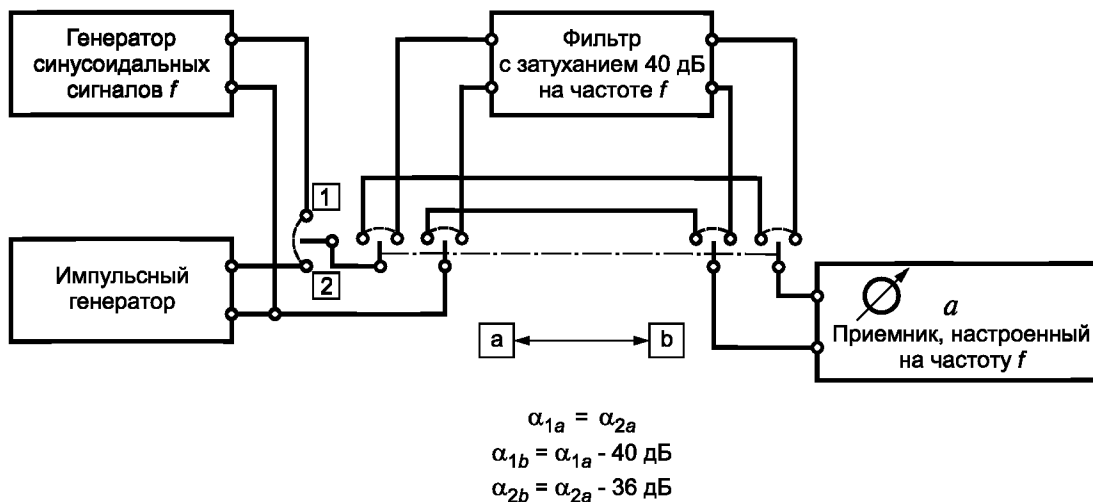 Генератор
синусоидальных
сигналов f
Фильтр
с затуханием 40 дБ
на частоте f
1
Импульсный
генератор
2
a
b
a
Приемник, настроенный
на частоту f
α1a = α2a
α1b = α1a - 40 дБ
α2b = α2a - 36 дБ